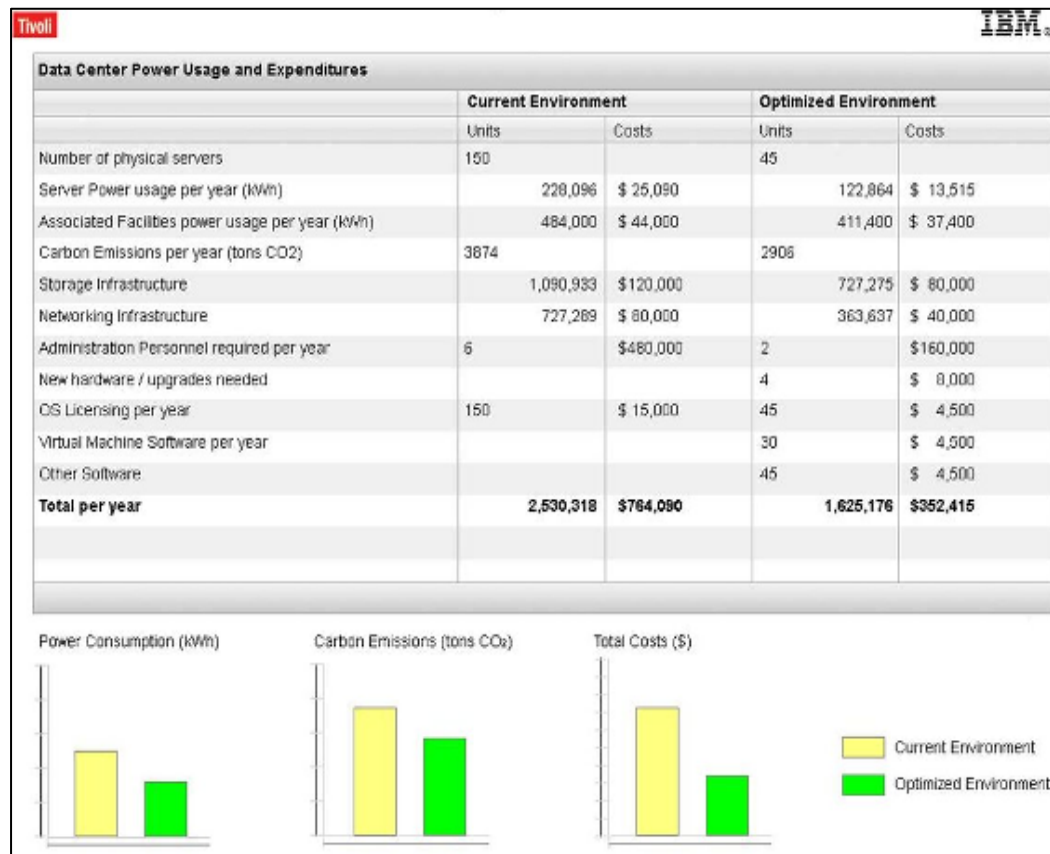 Tivoli
IBM®
Data Center Power Usage and Expenditures
Current Environment Optimized Environment
Units Costs Units Costs
Number of physical servers 150 45
Server Power usage per year (kWh) 228,096 $ 25,090 122,864 $ 13,515
Associated Facilities power usage per year (kWh) 484,000 $ 44,000 411,400 $ 37,400
Carbon Emissions per year (tons CO2) 3874 2906
Storage Infrastructure 1,090,933 $120,000 727,275 $ 80,000
Networking Infrastructure 727,289 $ 80,000 363,637 $ 40,000
Administration Personnel required per year 6 $480,000 2 $160,000
New hardware / upgrades needed 4 $ 8,000
OS Licensing per year 150 $ 15,000 45 $ 4,500
Virtual Machine Software per year 30 $ 4,500
Other Software 45 $ 4,500
Total per year 2,530,318 $764,090 1,625,176 $352,415
Power Consumption (kWh) Carbon Emissions (tons CO₂) Total Costs ($)
Current Environment
Optimized Environment